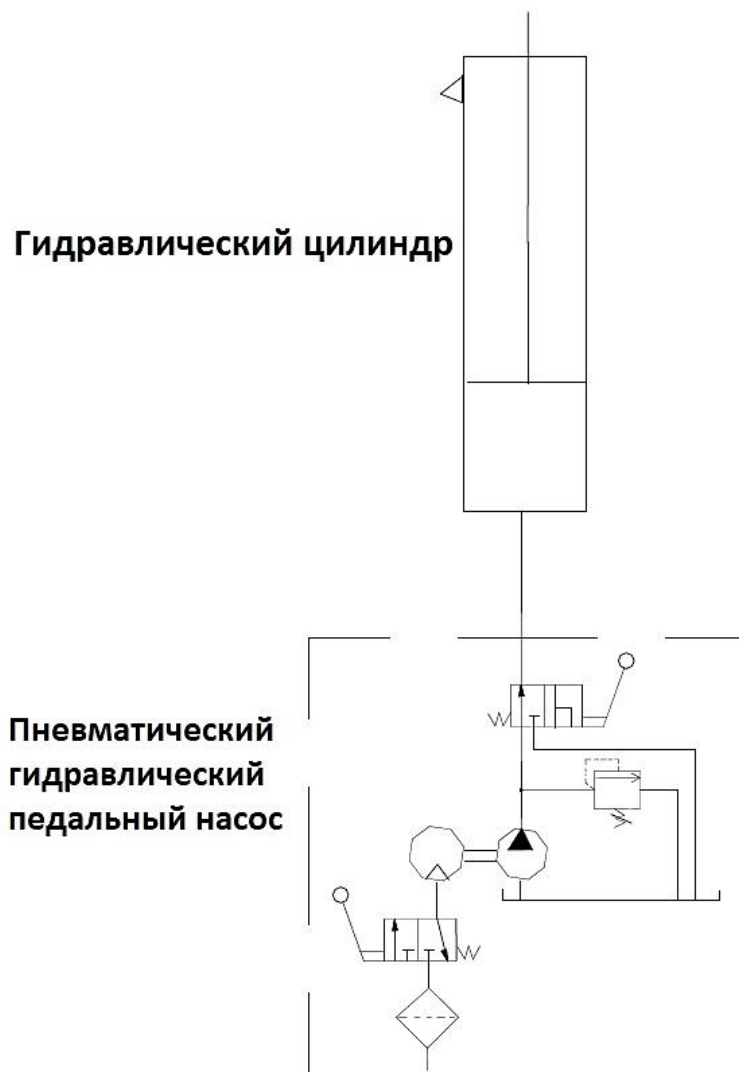 Гидравлический цилиндр
Пневматический
гидравлический
педальный насос